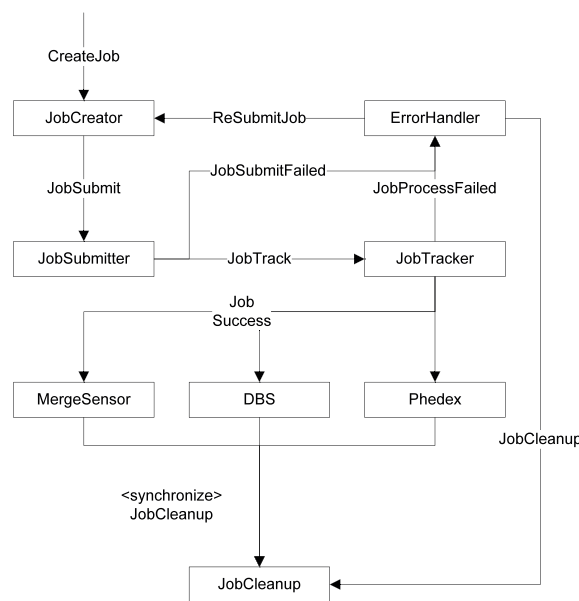 CreateJob
JobCreator
ReSubmitJob
ErrorHandler
JobSubmit
JobSubmitFailed
JobProcessFailed
JobSubmitter
JobTrack
JobTracker
Job
Success
MergeSensor
DBS
Phedex
JobCleanup
<synchronize>
JobCleanup
JobCleanup